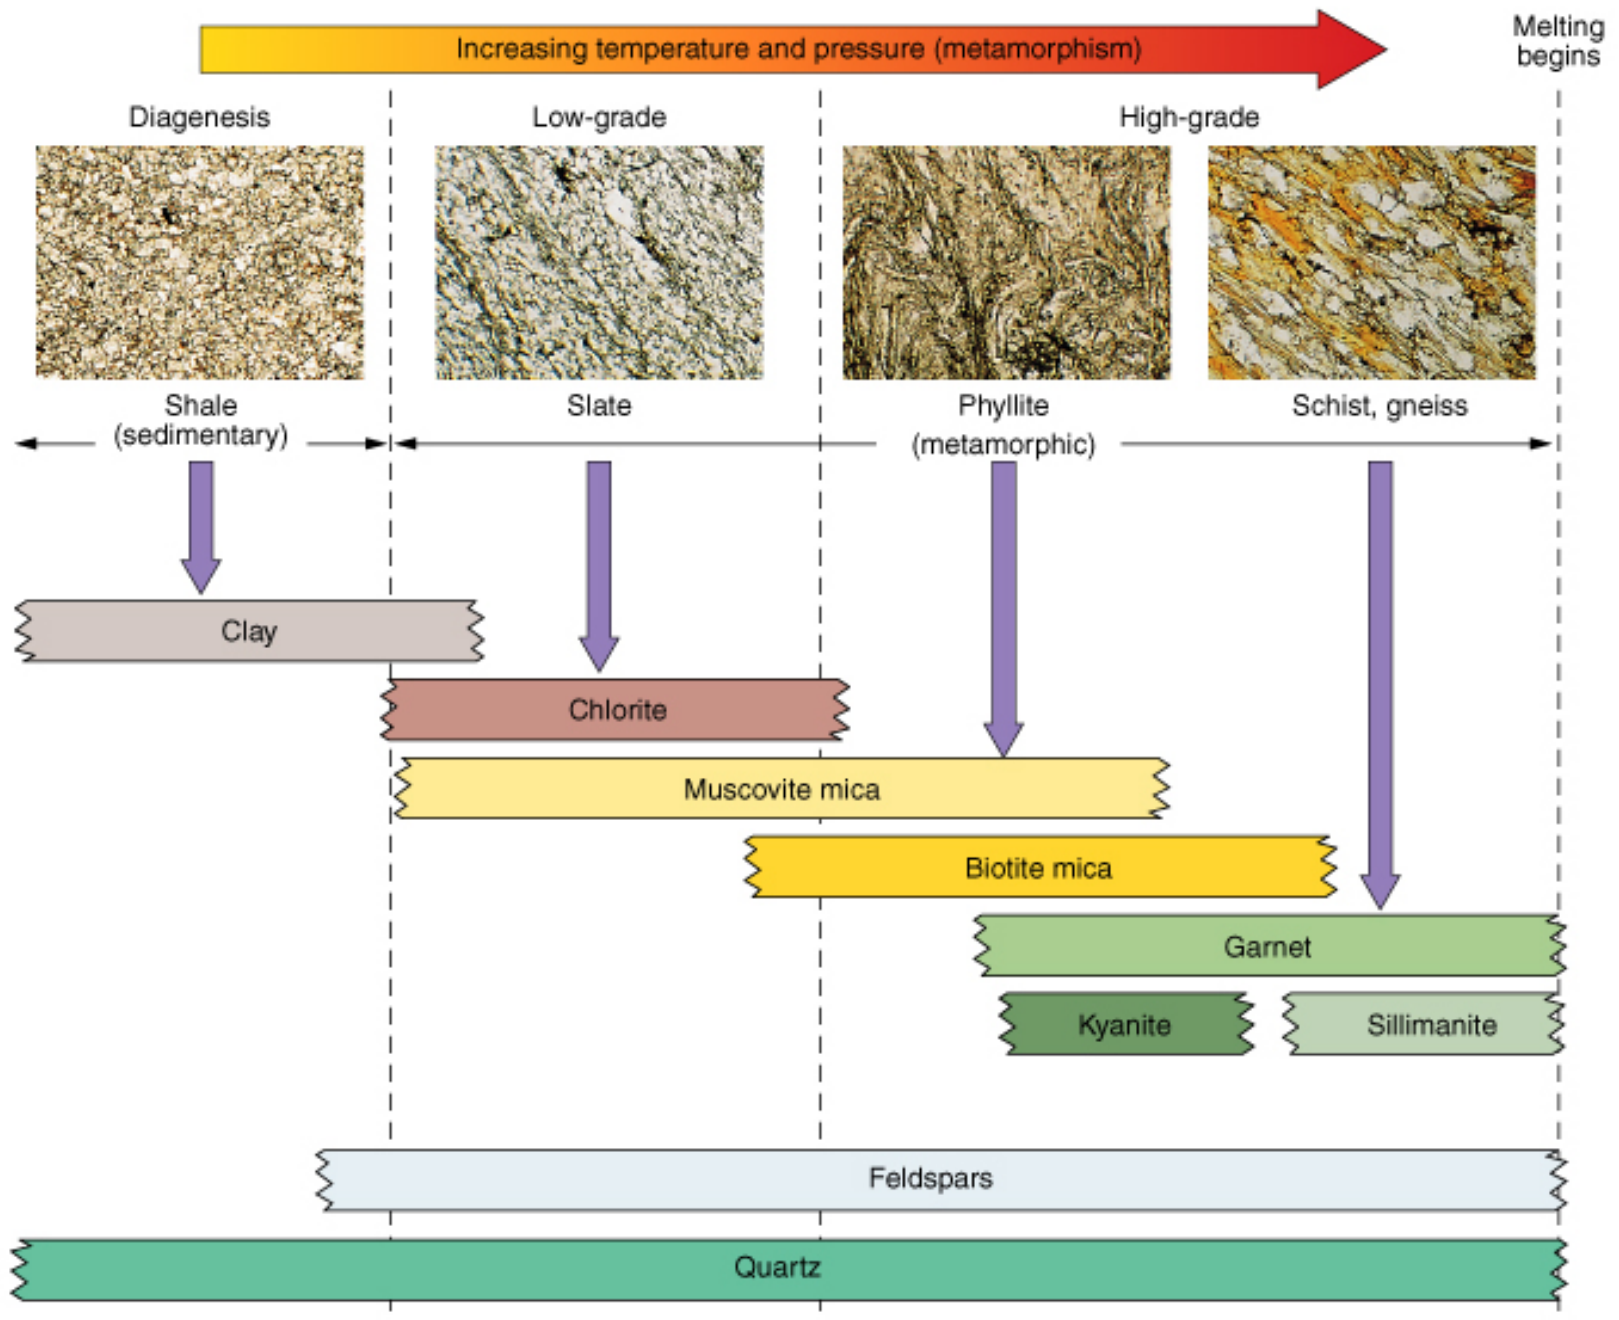 Increasing temperature and pressure (metamorphism)
Melting
begins
Diagenesis
Low-grade
High-grade
Shale
(sedimentary)
Slate
Phyllite
(metamorphic)
Schist, gneiss
Clay
Chlorite
Muscovite mica
Biotite mica
Garnet
Kyanite
Sillimanite
Feldspars
Quartz